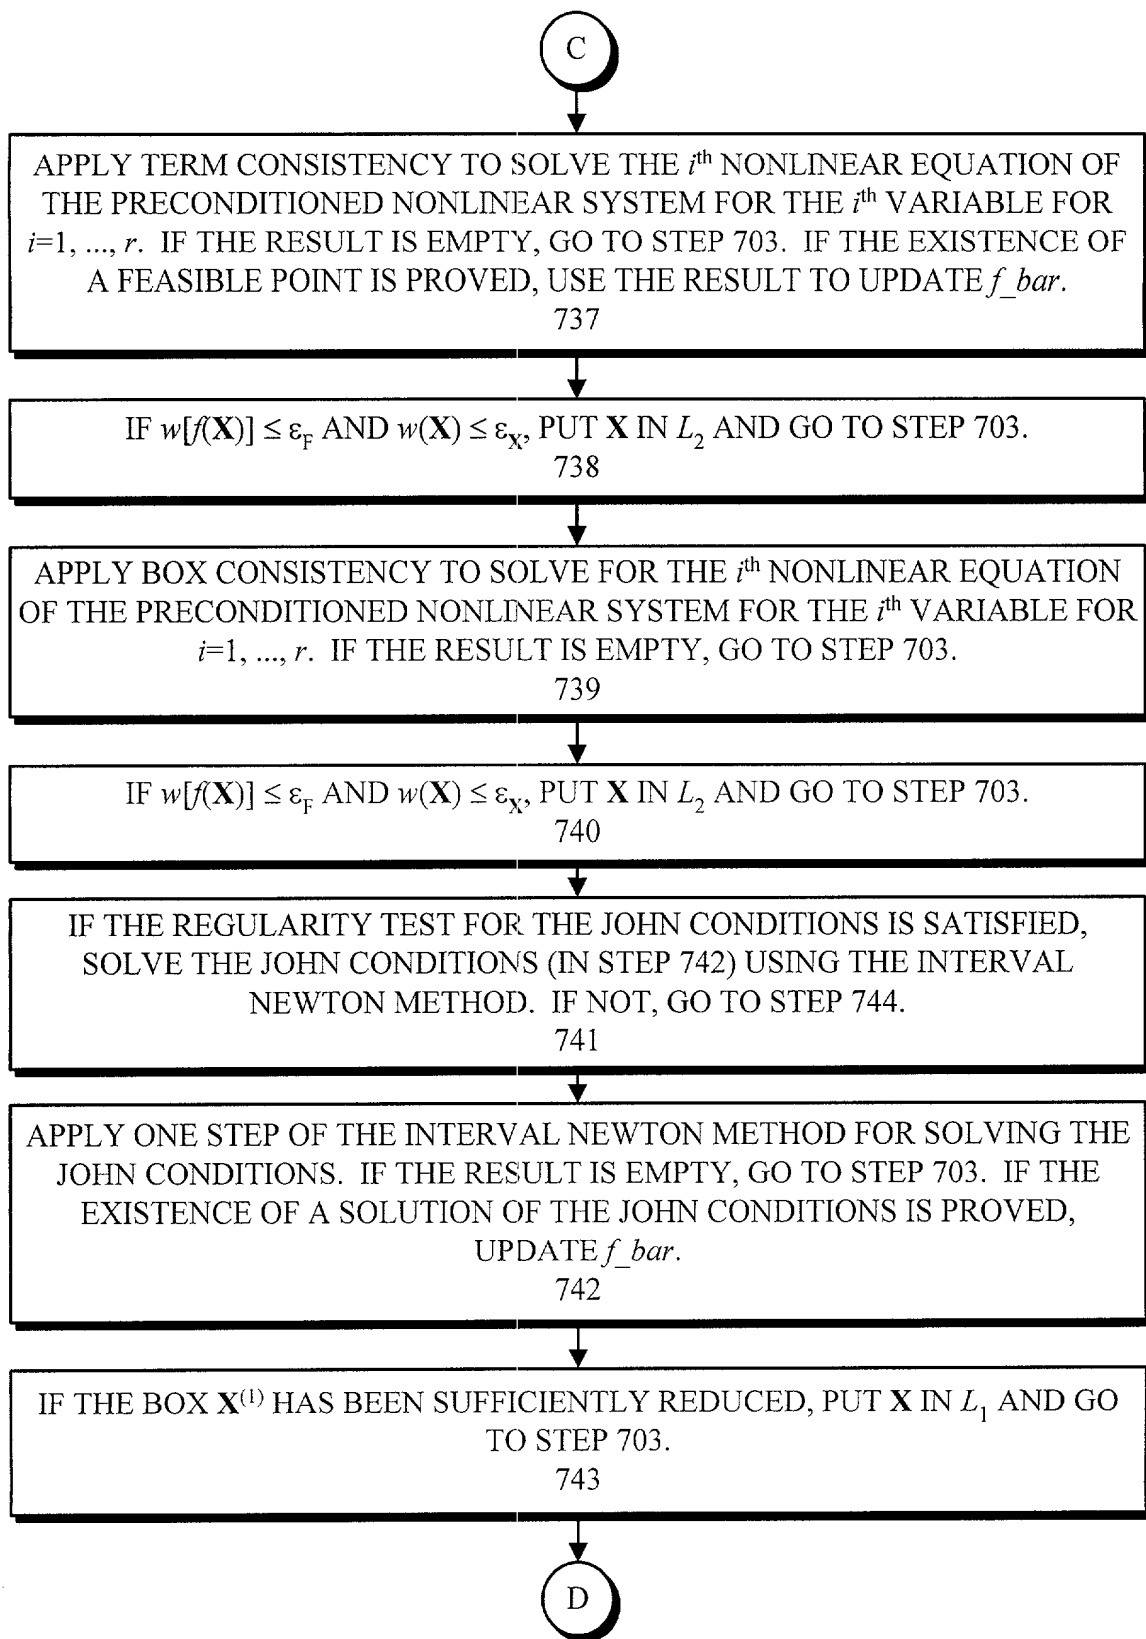 C
APPLY TERM CONSISTENCY TO SOLVE THE iᵗʰ NONLINEAR EQUATION OF
THE PRECONDITIONED NONLINEAR SYSTEM FOR THE iᵗʰ VARIABLE FOR
i=1, ..., r. IF THE RESULT IS EMPTY, GO TO STEP 703. IF THE EXISTENCE OF
A FEASIBLE POINT IS PROVED, USE THE RESULT TO UPDATE f_bar.
737
IF w[f(X)] ≤ ε_F AND w(X) ≤ ε_X, PUT X IN L₂ AND GO TO STEP 703.
738
APPLY BOX CONSISTENCY TO SOLVE FOR THE iᵗʰ NONLINEAR EQUATION
OF THE PRECONDITIONED NONLINEAR SYSTEM FOR THE iᵗʰ VARIABLE FOR
i=1, ..., r. IF THE RESULT IS EMPTY, GO TO STEP 703.
739
IF w[f(X)] ≤ ε_F AND w(X) ≤ ε_X, PUT X IN L₂ AND GO TO STEP 703.
740
IF THE REGULARITY TEST FOR THE JOHN CONDITIONS IS SATISFIED,
SOLVE THE JOHN CONDITIONS (IN STEP 742) USING THE INTERVAL
NEWTON METHOD. IF NOT, GO TO STEP 744.
741
APPLY ONE STEP OF THE INTERVAL NEWTON METHOD FOR SOLVING THE
JOHN CONDITIONS. IF THE RESULT IS EMPTY, GO TO STEP 703. IF THE
EXISTENCE OF A SOLUTION OF THE JOHN CONDITIONS IS PROVED,
UPDATE f_bar.
742
IF THE BOX X⁽¹⁾ HAS BEEN SUFFICIENTLY REDUCED, PUT X IN L₁ AND GO
TO STEP 703.
743
D